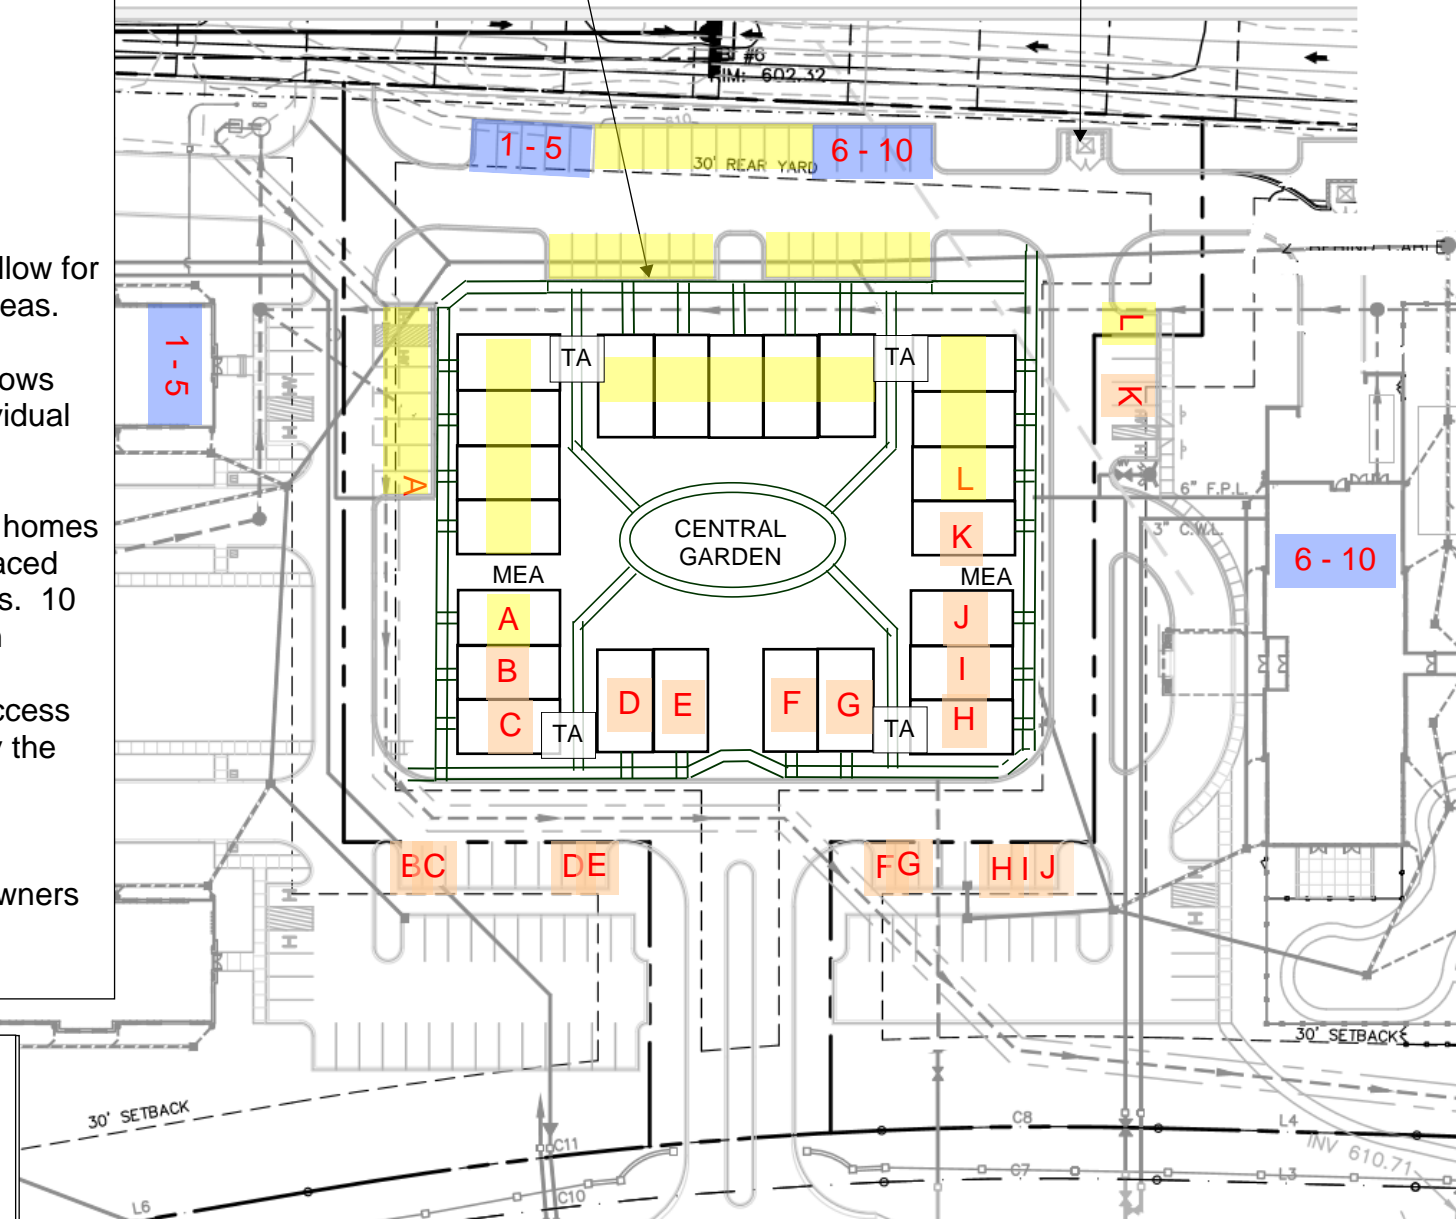 #6
RIM: 602.32
610
1 - 5
6 - 10
30' REAR YARD
llow for
eas.
ows
vidual
homes
aced
s. 10
ccess
y the
wners
1 - 5
TA
TA
L
K
A
L
6" F.P.L.
3" C.W.L.
CENTRAL
GARDEN
K
MEA
MEA
6 - 10
A
J
B
I
C
D
E
F
G
H
TA
TA
BC
DE
FG
H I J
30' SETBACK
30' SETBACK
C8
L4
C11
C7
L3
INV 610.71
C10
L6